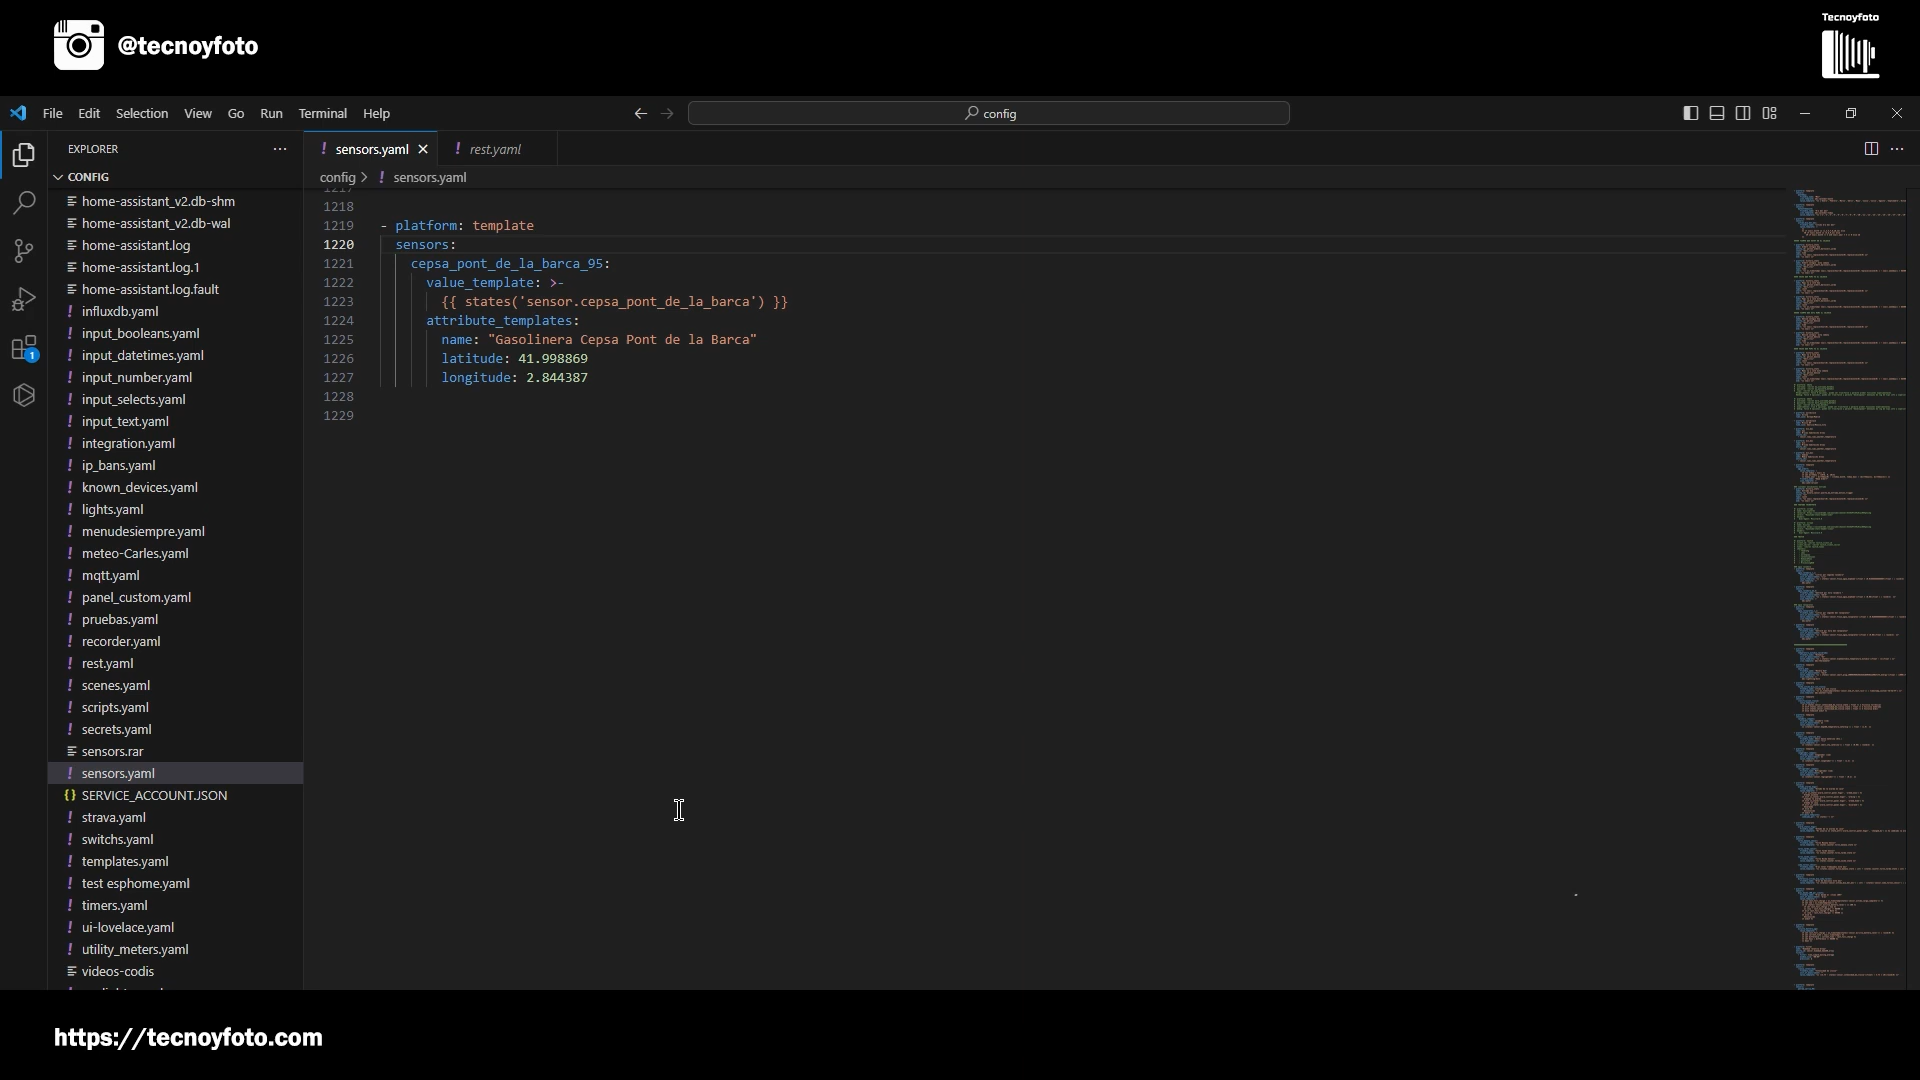 @tecnoyfoto
Tecnoyfoto
File Edit Selection View Go Run Terminal Help
config
EXPLORER
sensors.yaml
rest.yaml
CONFIG
config > sensors.yaml
home-assistant_v2.db-shm
home-assistant_v2.db-wal
home-assistant.log
home-assistant.log.1
home-assistant.log.fault
influxdb.yaml
input_booleans.yaml
input_datetimes.yaml
input_number.yaml
input_selects.yaml
input_text.yaml
integration.yaml
ip_bans.yaml
known_devices.yaml
lights.yaml
menudesiempre.yaml
meteo-Carles.yaml
mqtt.yaml
panel_custom.yaml
pruebas.yaml
recorder.yaml
rest.yaml
scenes.yaml
scripts.yaml
secrets.yaml
sensors.rar
sensors.yaml
SERVICE_ACCOUNT.JSON
strava.yaml
switchs.yaml
templates.yaml
test esphome.yaml
timers.yaml
ui-lovelace.yaml
utility_meters.yaml
videos-codis
1
1217
1218
1219 - platform: template
1220 sensors:
1221 cepsa_pont_de_la_barca_95:
1222 value_template: >-
1223 {{ states('sensor.cepsa_pont_de_la_barca') }}
1224 attribute_templates:
1225 name: "Gasolinera Cepsa Pont de la Barca"
1226 latitude: 41.998869
1227 longitude: 2.844387
1228
1229
https://tecnoyfoto.com